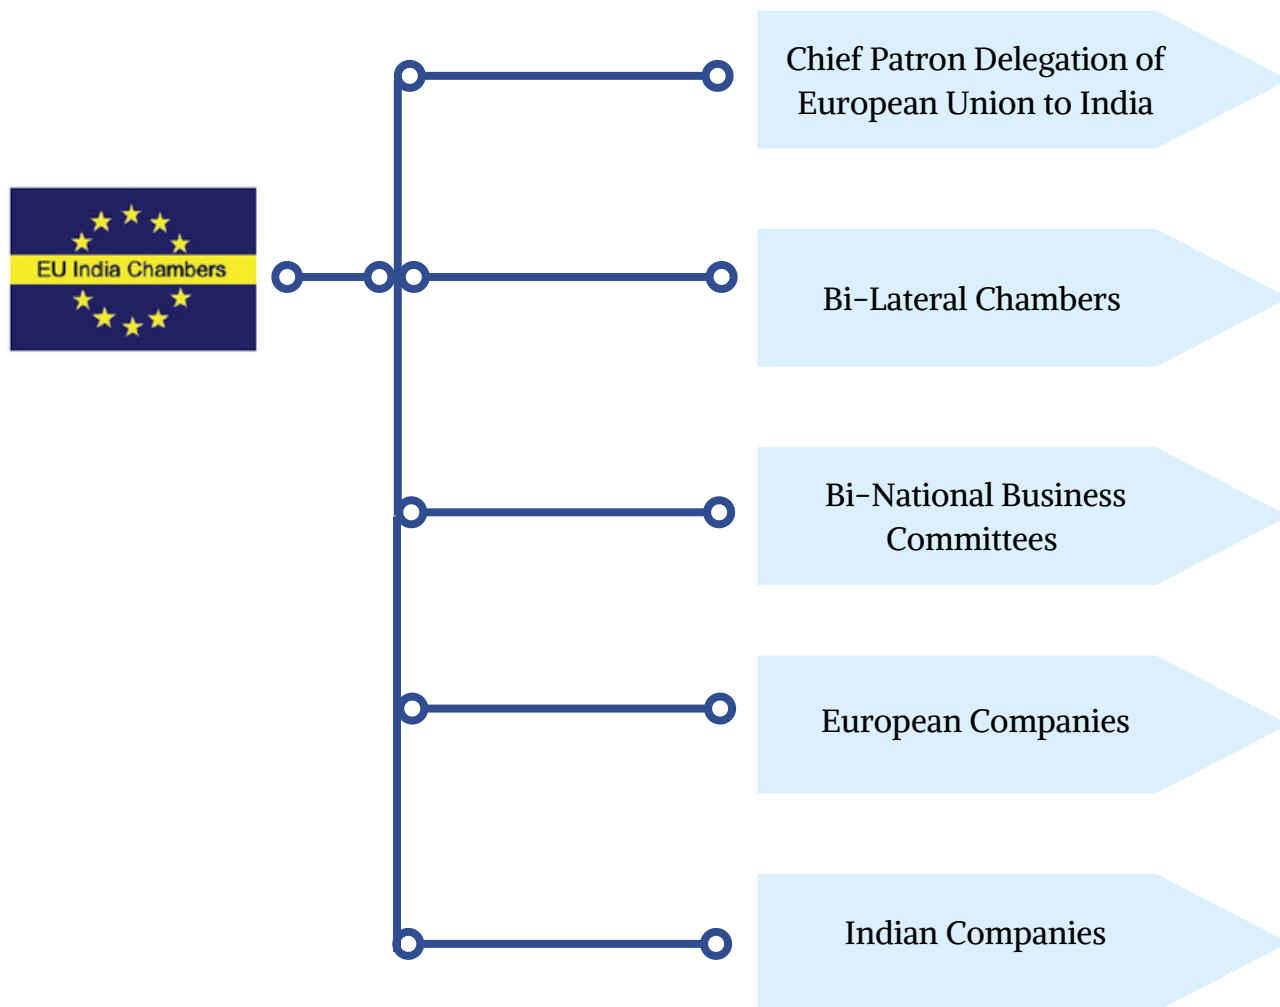 Chief Patron Delegation of
European Union to India
EU India Chambers
Bi-Lateral Chambers
Bi-National Business
Committees
European Companies
Indian Companies